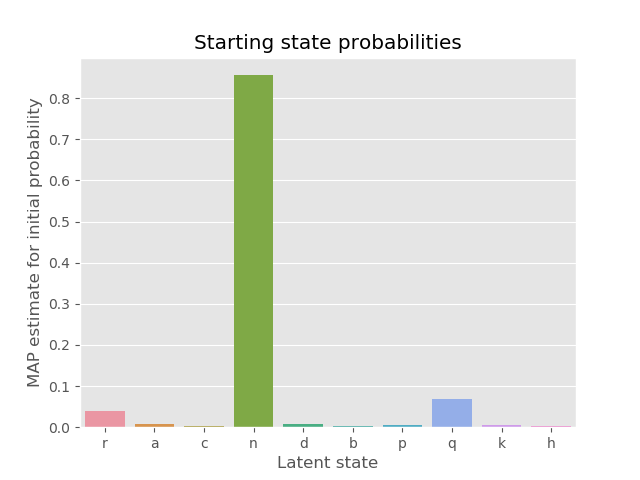 Starting state probabilities
MAP estimate for initial probability
0.8
0.7
0.6
0.5
0.4
0.3
0.2
0.1
0.0
r a c n d b p q k h
Latent state